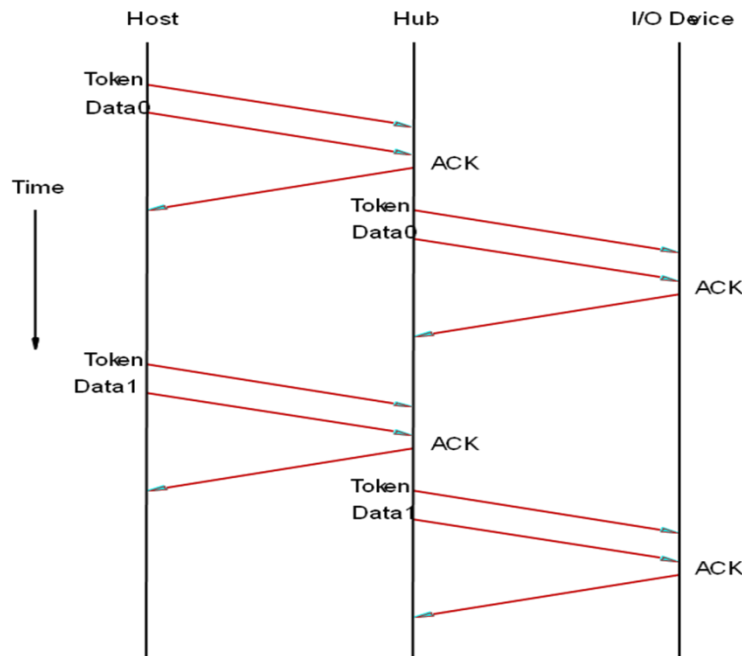 Host Hub I/O Device
Token
Data0
ACK
Time
Token
Data0
ACK
Token
Data1
ACK
Token
Data1
ACK